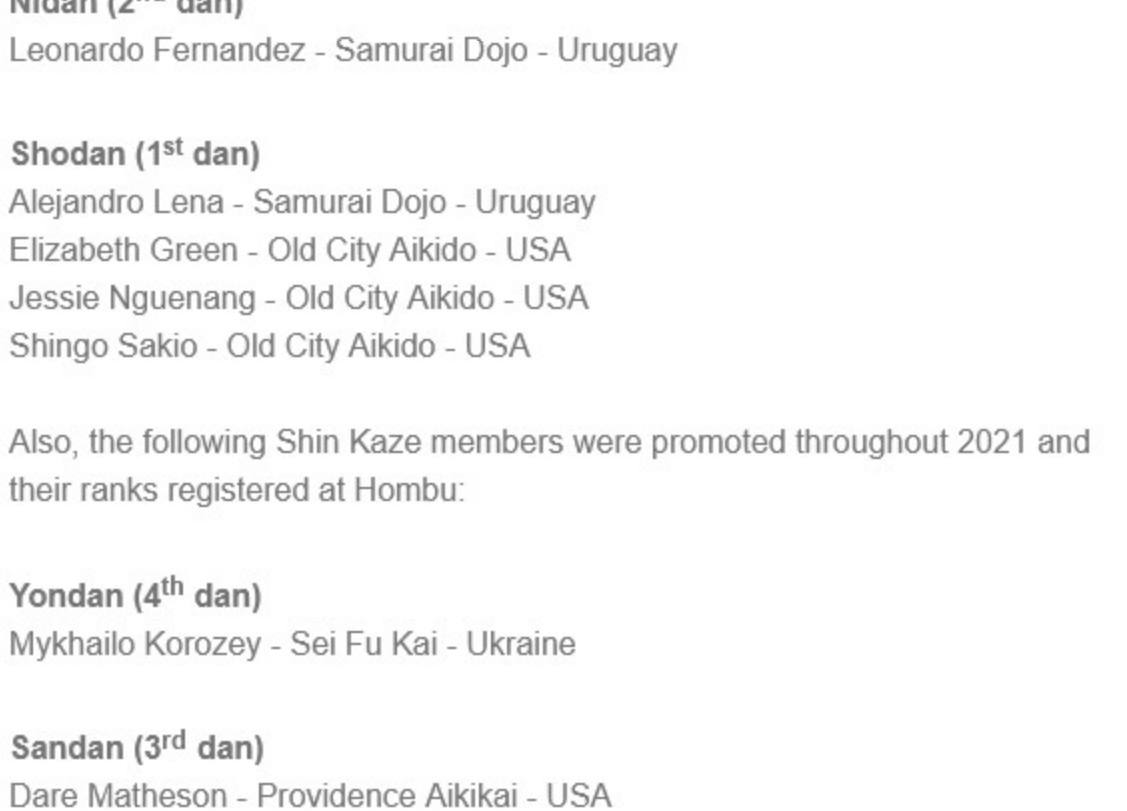 Nidan (2nd dan)
Leonardo Fernandez - Samurai Dojo - Uruguay
Shodan (1st dan)
Alejandro Lena - Samurai Dojo - Uruguay
Elizabeth Green - Old City Aikido - USA
Jessie Nguenang - Old City Aikido - USA
Shingo Sakio - Old City Aikido - USA
Also, the following Shin Kaze members were promoted throughout 2021 and
their ranks registered at Hombu:
Yondan (4th dan)
Mykhailo Korozey - Sei Fu Kai - Ukraine
Sandan (3rd dan)
Dare Matheson - Providence Aikikai - USA